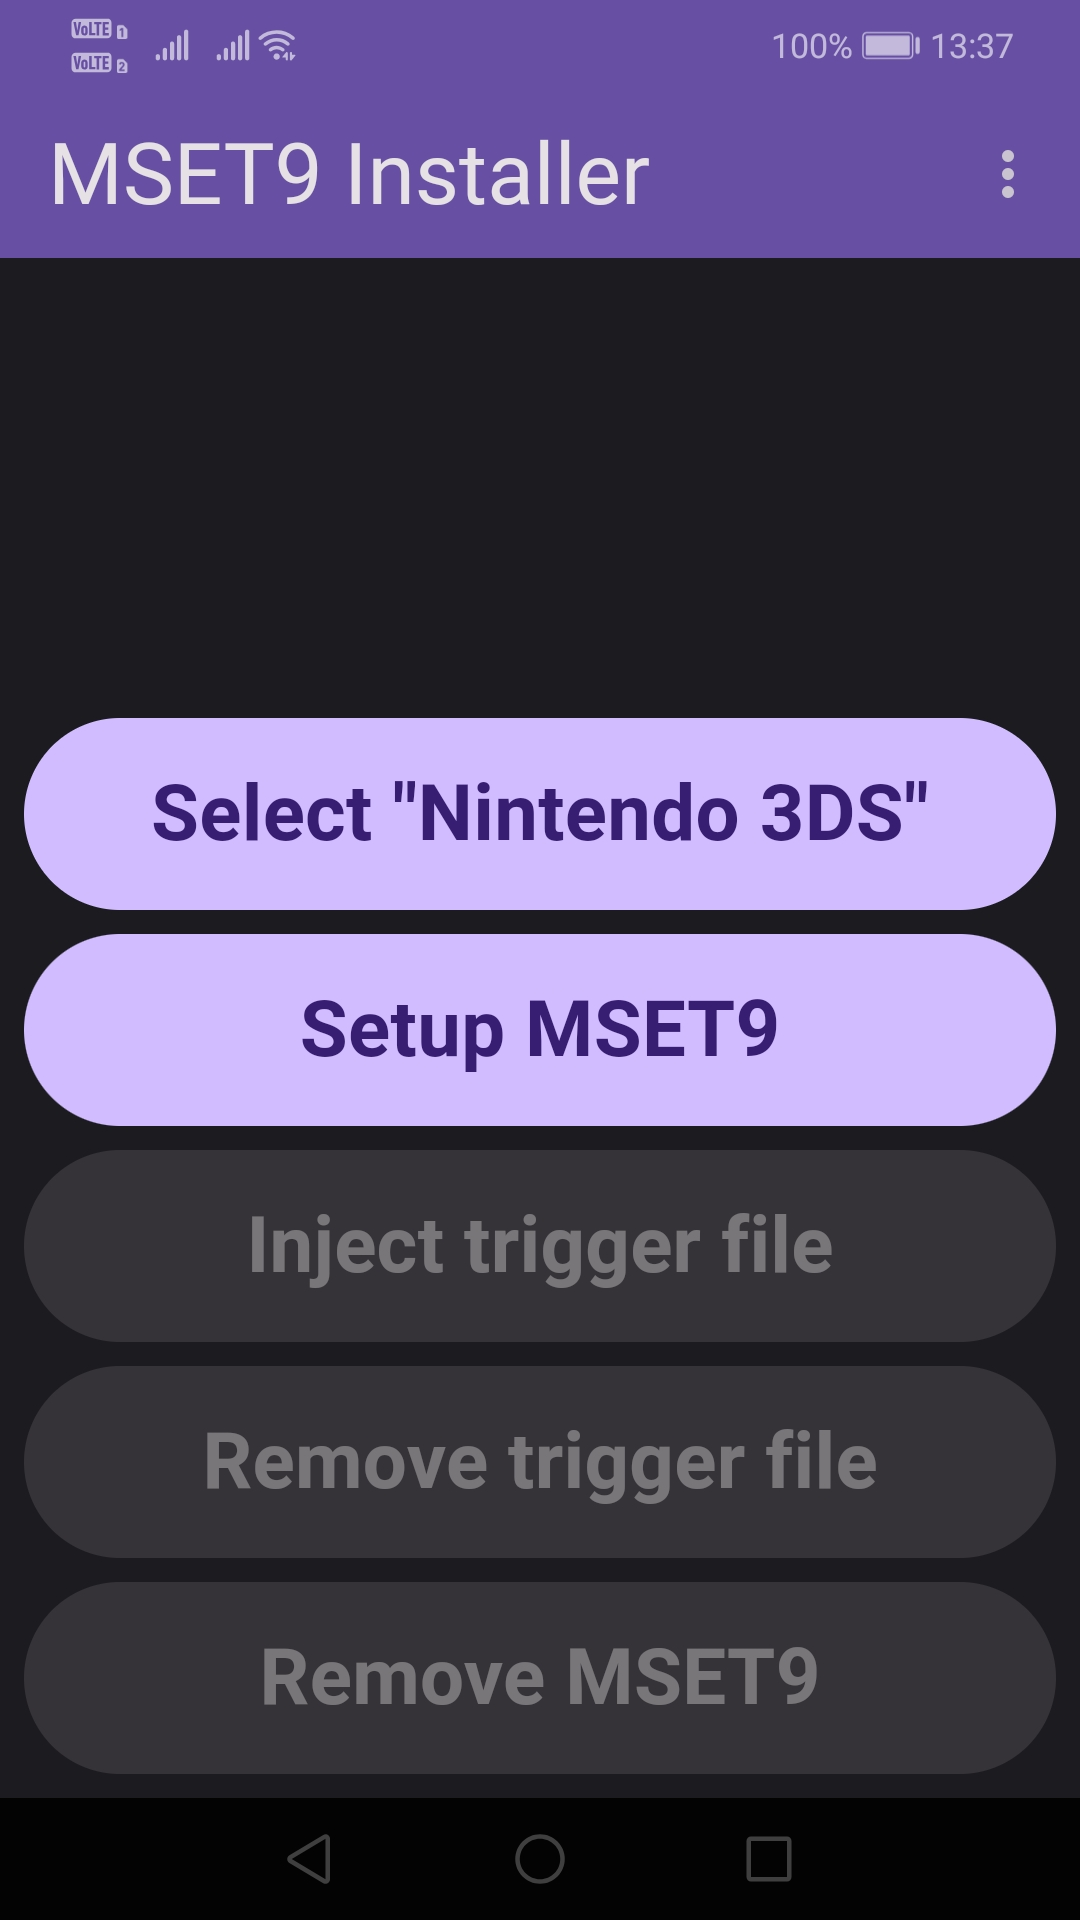 VoLTE 1
VoLTE 2
100% 13:37
MSET9 Installer
Select "Nintendo 3DS"
Setup MSET9
Inject trigger file
Remove trigger file
Remove MSET9